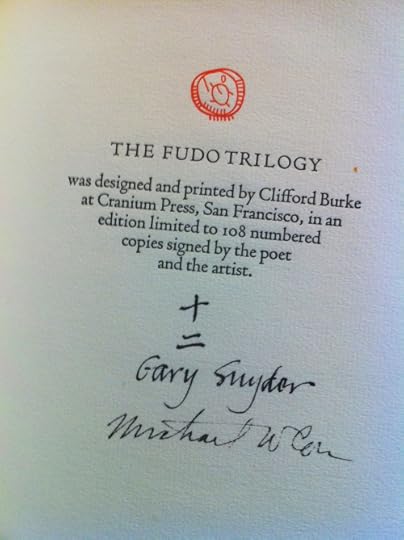 THE FUDO TRILOGY
was designed and printed by Clifford Burke
at Cranium Press, San Francisco, in an
edition limited to 108 numbered
copies signed by the poet
and the artist.
十
二
Gary Snyder
Michael